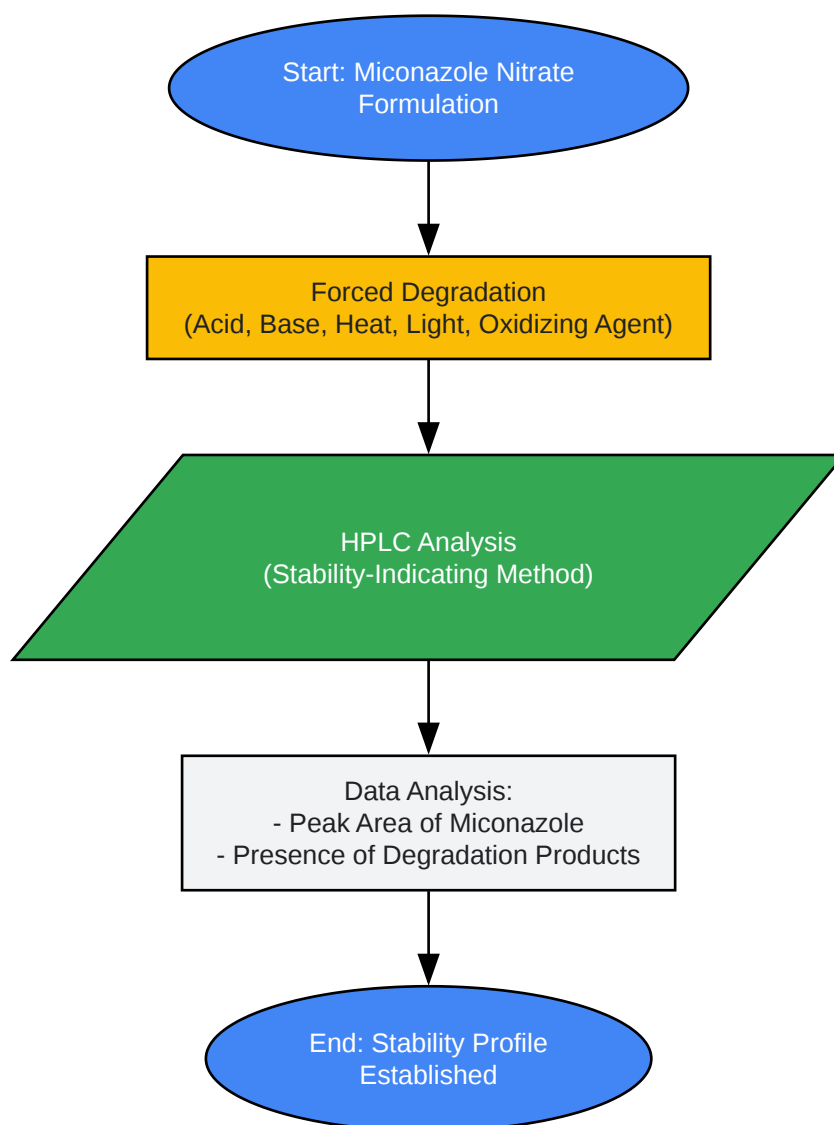 Start: Miconazole Nitrate
Formulation
Forced Degradation
(Acid, Base, Heat, Light, Oxidizing Agent)
HPLC Analysis
(Stability-Indicating Method)
Data Analysis:
- Peak Area of Miconazole
- Presence of Degradation Products
End: Stability Profile
Established